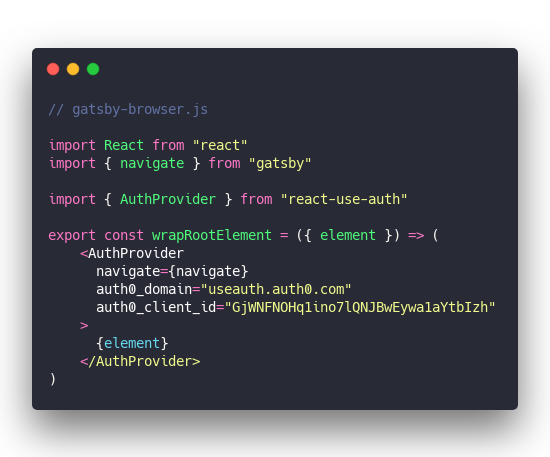 // gatsby-browser.js
import React from "react"
import { navigate } from "gatsby"
import { AuthProvider } from "react-use-auth"
export const wrapRootElement = ({ element }) => (
<AuthProvider
navigate={navigate}
auth0_domain="useauth.auth0.com"
auth0_client_id="GjWNFNOHq1ino7lQNJBwEywa1aYtbIzh"
>
{element}
</AuthProvider>
)